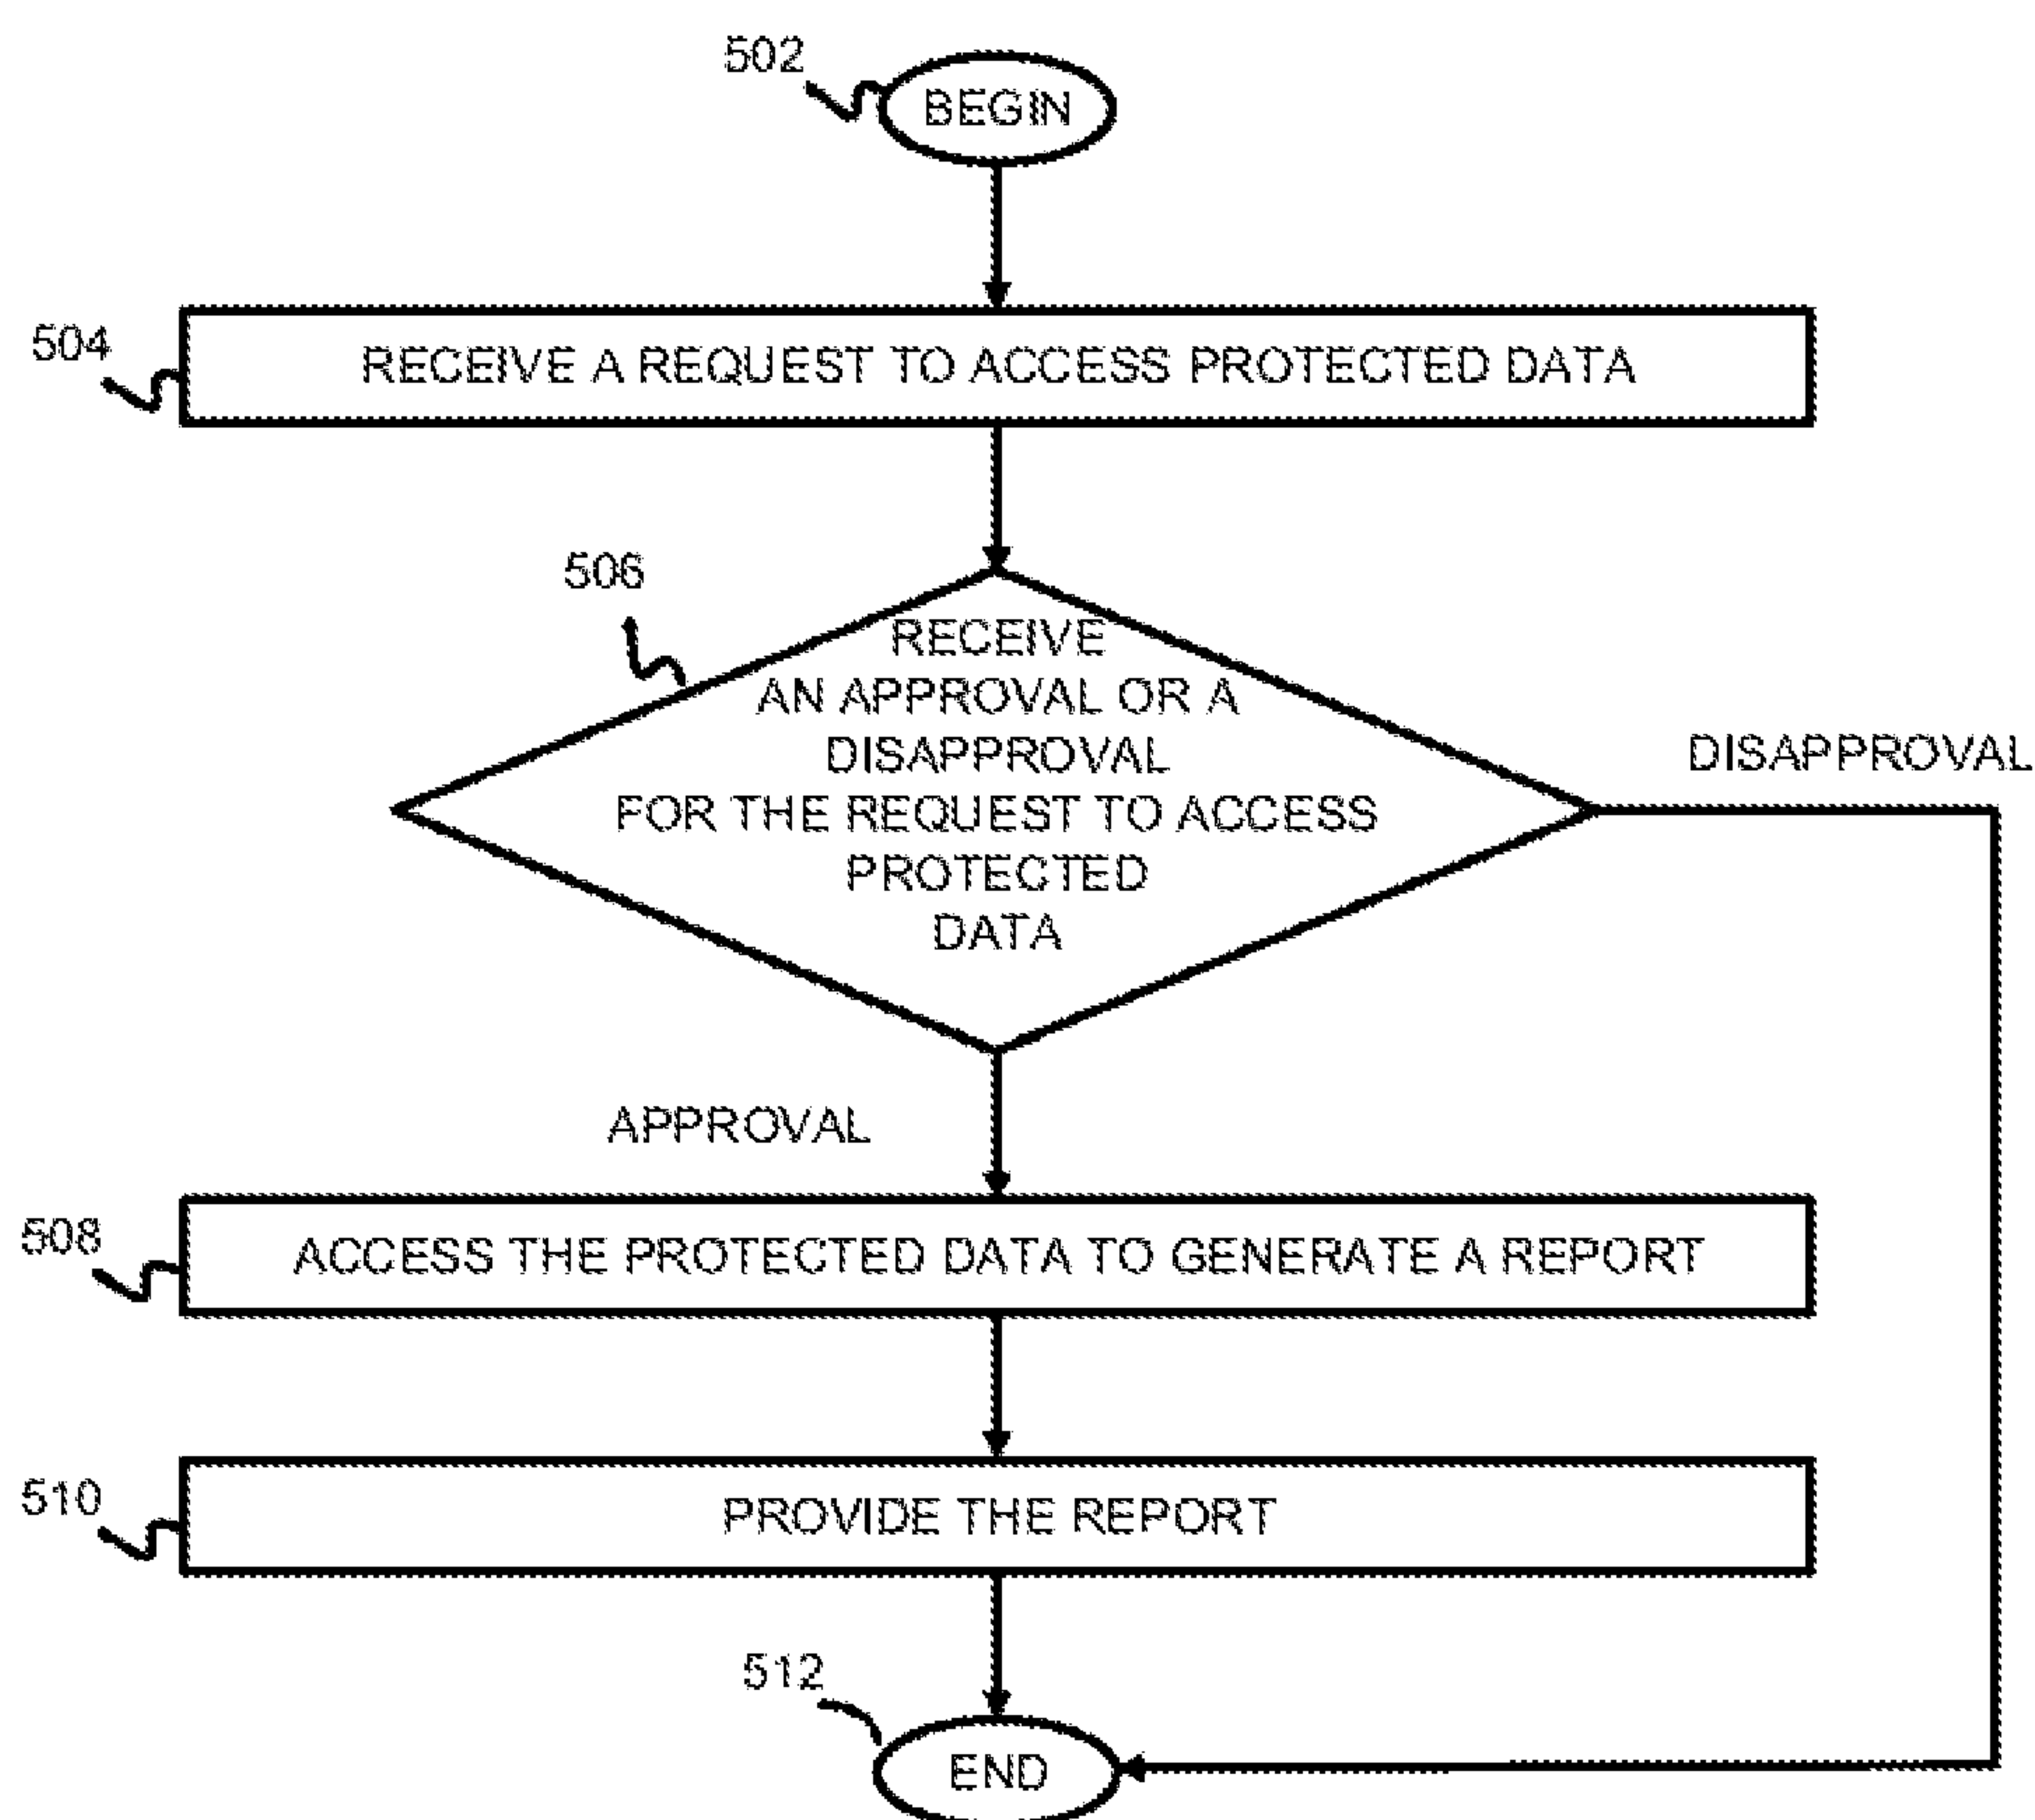 502
BEGIN
504
RECEIVE A REQUEST TO ACCESS PROTECTED DATA
506
RECEIVE
AN APPROVAL OR A
DISAPPROVAL
FOR THE REQUEST TO ACCESS
PROTECTED
DATA
DISAPPROVAL
APPROVAL
508
ACCESS THE PROTECTED DATA TO GENERATE A REPORT
510
PROVIDE THE REPORT
512
END